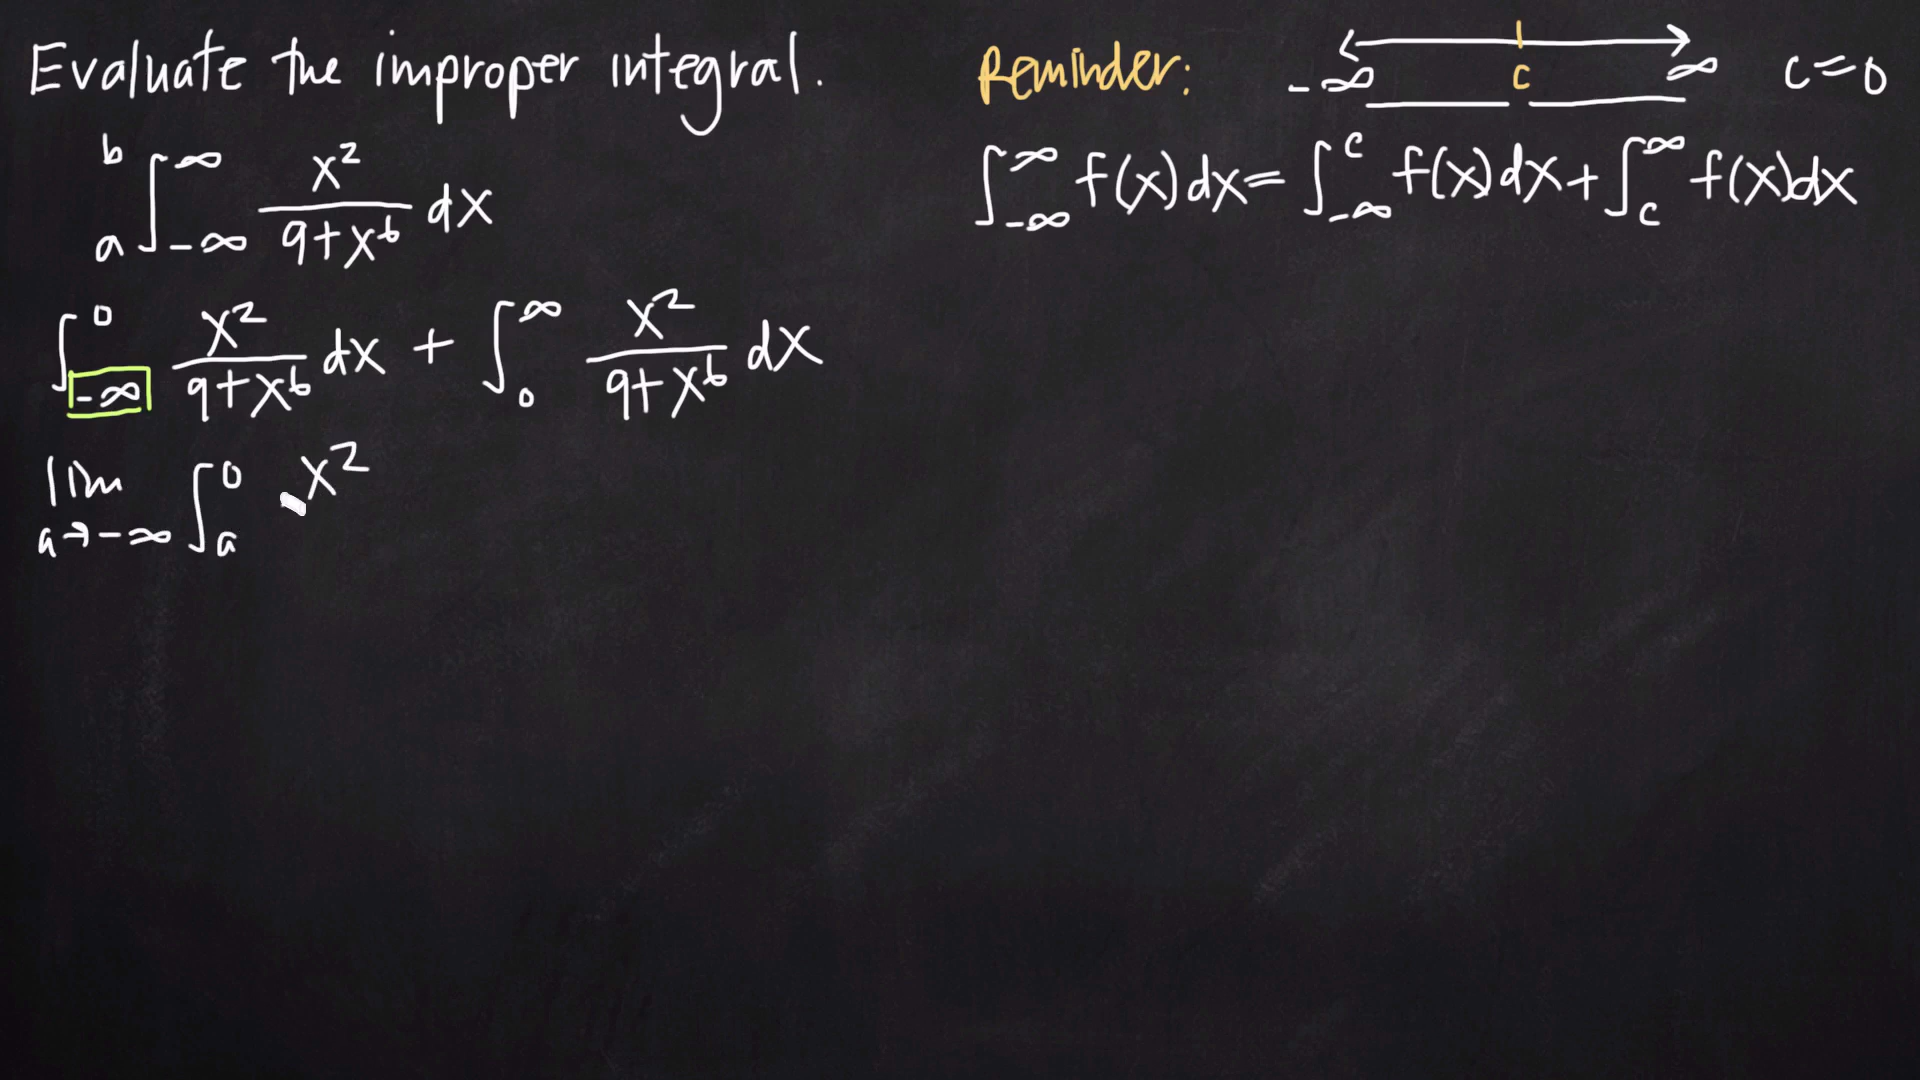 Evaluate the improper integral.
b ∫_{-∞}^{∞} x²/(9+x⁶) dx
a
∫_{-∞}^{0} x²/(9+x⁶) dx + ∫_{0}^{∞} x²/(9+x⁶) dx
lim_{a→-∞} ∫_{a}^{0} x²
Reminder: -∞ c ∞ c=0
∫_{-∞}^{∞} f(x)dx = ∫_{-∞}^{c} f(x)dx + ∫_{c}^{∞} f(x)dx